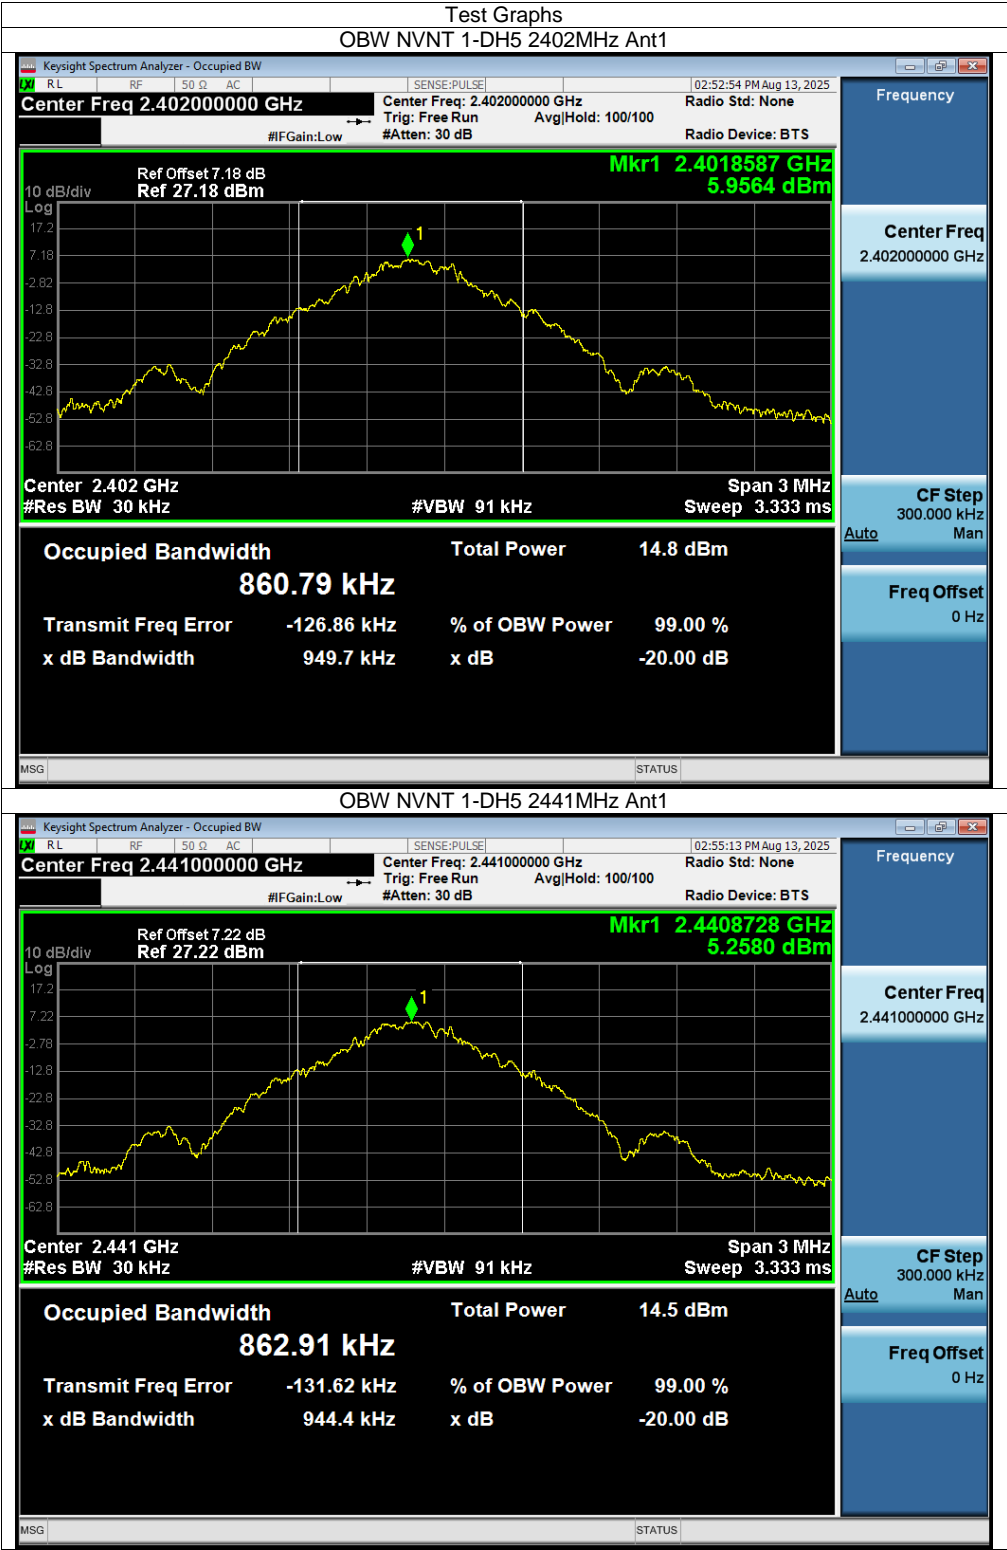 Test Graphs
OBW NVNT 1-DH5 2402MHz Ant1
Keysight Spectrum Analyzer - Occupied BW
LXI RL RF 50 Ω AC SENSE:PULSE 02:52:54 PM Aug 13, 2025
Center Freq 2.402000000 GHz Center Freq: 2.402000000 GHz Radio Std: None Frequency
Trig: Free Run Avg|Hold: 100/100
#IFGain:Low #Atten: 30 dB Radio Device: BTS
Mkr1 2.4018587 GHz
5.9564 dBm
Ref Offset 7.18 dB
10 dB/div Ref 27.18 dBm
Log
17.2
7.18
-2.82
-12.8
-22.8
-32.8
-42.8
-52.8
-62.8
1
Center Freq
2.402000000 GHz
Center 2.402 GHz Span 3 MHz
#Res BW 30 kHz #VBW 91 kHz Sweep 3.333 ms
CF Step
300.000 kHz
Auto Man
Occupied Bandwidth Total Power 14.8 dBm
860.79 kHz
Freq Offset
0 Hz
Transmit Freq Error -126.86 kHz % of OBW Power 99.00 %
x dB Bandwidth 949.7 kHz x dB -20.00 dB
MSG STATUS
OBW NVNT 1-DH5 2441MHz Ant1
Keysight Spectrum Analyzer - Occupied BW
LXI RL RF 50 Ω AC SENSE:PULSE 02:55:13 PM Aug 13, 2025
Center Freq 2.441000000 GHz Center Freq: 2.441000000 GHz Radio Std: None Frequency
Trig: Free Run Avg|Hold: 100/100
#IFGain:Low #Atten: 30 dB Radio Device: BTS
Mkr1 2.4408728 GHz
5.2580 dBm
Ref Offset 7.22 dB
10 dB/div Ref 27.22 dBm
Log
17.2
7.22
-2.78
-12.8
-22.8
-32.8
-42.8
-52.8
-62.8
1
Center Freq
2.441000000 GHz
Center 2.441 GHz Span 3 MHz
#Res BW 30 kHz #VBW 91 kHz Sweep 3.333 ms
CF Step
300.000 kHz
Auto Man
Occupied Bandwidth Total Power 14.5 dBm
862.91 kHz
Freq Offset
0 Hz
Transmit Freq Error -131.62 kHz % of OBW Power 99.00 %
x dB Bandwidth 944.4 kHz x dB -20.00 dB
MSG STATUS